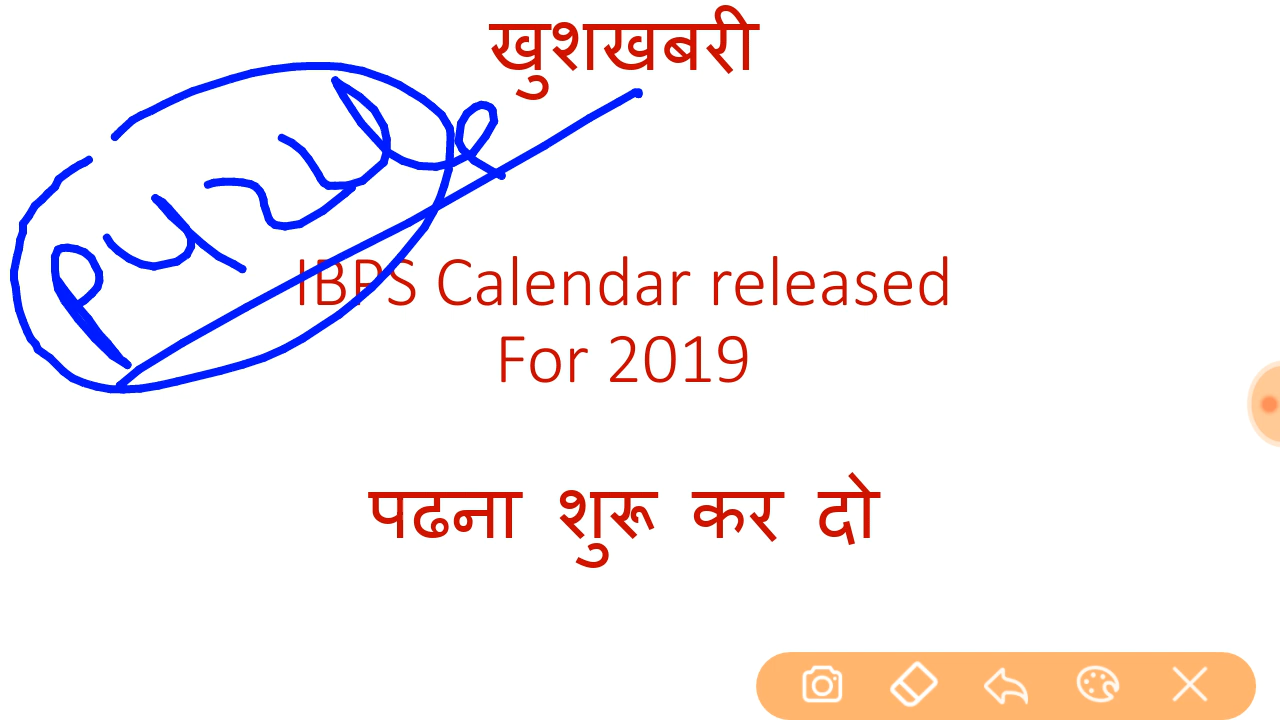 खुशखबरी
puzzle
IBPS Calendar released
For 2019
पढना शुरू कर दो